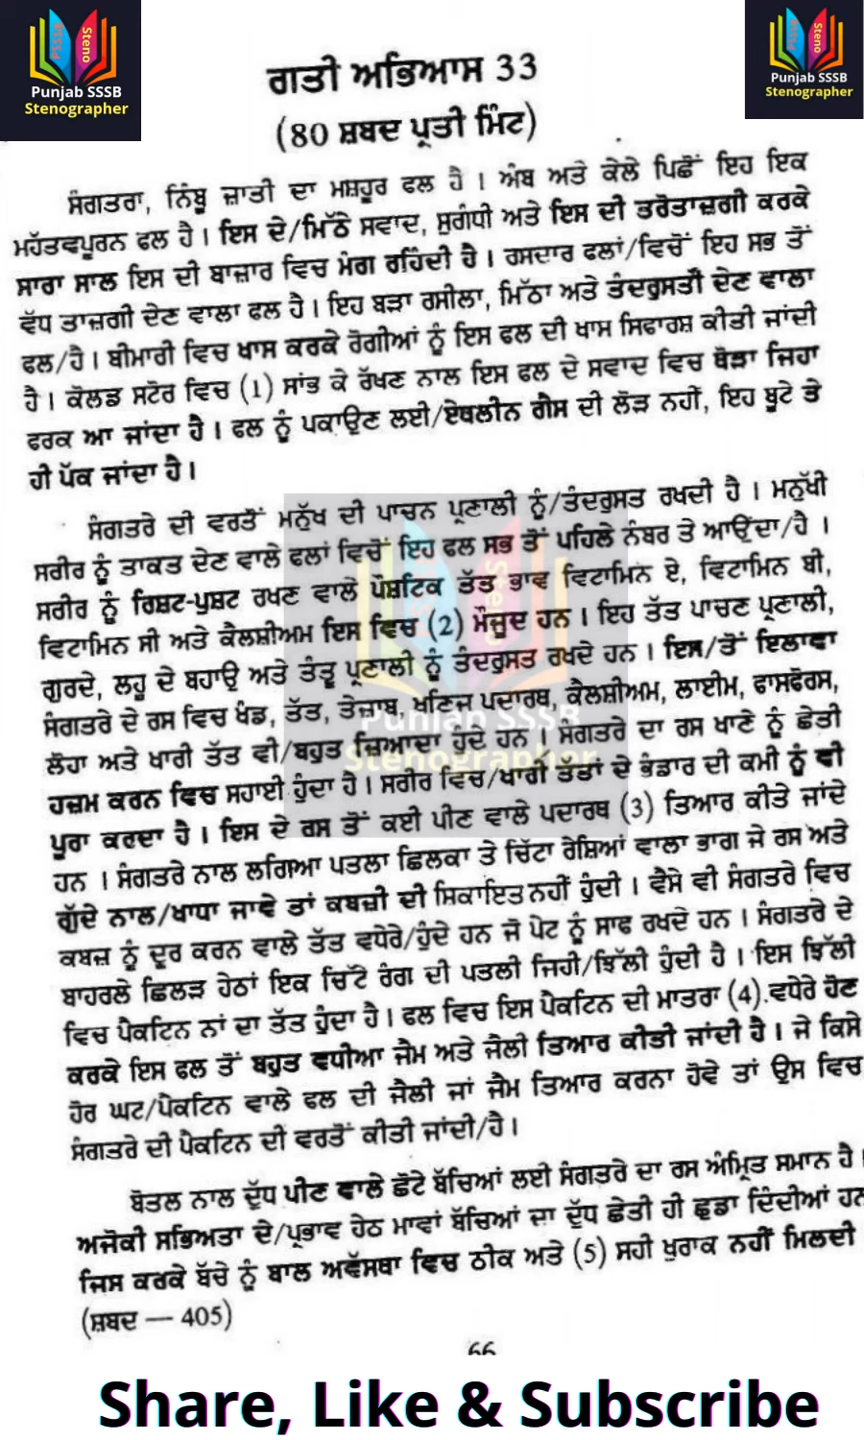 PSSSB
Steno
Punjab SSSB
Stenographer
PSSSB
Steno
Punjab SSSB
Stenographer
ਗਤੀ ਅਭਿਆਸ 33
(80 ਸ਼ਬਦ ਪ੍ਰਤੀ ਮਿੰਟ)
ਸੰਗਤਰਾ, ਨਿੰਬੂ ਜ਼ਾਤੀ ਦਾ ਮਸ਼ਹੂਰ ਫਲ ਹੈ । ਅੰਬ ਅਤੇ ਕੇਲੇ ਪਿਛੋਂ ਇਹ ਇਕ
ਮਹੱਤਵਪੂਰਨ ਫਲ ਹੈ । ਇਸ ਦੇ/ਮਿੱਠੇ ਸਵਾਦ, ਸੁਗੰਧੀ ਅਤੇ ਇਸ ਦੀ ਤਰੋਤਾਜ਼ਗੀ ਕਰਕੇ
ਸਾਰਾ ਸਾਲ ਇਸ ਦੀ ਬਾਜ਼ਾਰ ਵਿਚ ਮੰਗ ਰਹਿੰਦੀ ਹੈ । ਰਸਦਾਰ ਫਲਾਂ/ਵਿਚੋਂ ਇਹ ਸਭ ਤੋਂ
ਵੱਧ ਤਾਜ਼ਗੀ ਦੇਣ ਵਾਲਾ ਫਲ ਹੈ । ਇਹ ਬੜਾ ਰਸੀਲਾ, ਮਿੱਠਾ ਅਤੇ ਤੰਦਰੁਸਤੀ ਦੇਣ ਵਾਲਾ
ਫਲ/ਹੈ । ਬੀਮਾਰੀ ਵਿਚ ਖਾਸ ਕਰਕੇ ਰੋਗੀਆਂ ਨੂੰ ਇਸ ਫਲ ਦੀ ਖਾਸ ਸਿਫਾਰਸ਼ ਕੀਤੀ ਜਾਂਦੀ
ਹੈ । ਕੋਲਡ ਸਟੋਰ ਵਿਚ (1) ਸਾਂਭ ਕੇ ਰੱਖਣ ਨਾਲ ਇਸ ਫਲ ਦੇ ਸਵਾਦ ਵਿਚ ਥੋੜਾ ਜਿਹਾ
ਫਰਕ ਆ ਜਾਂਦਾ ਹੈ । ਫਲ ਨੂੰ ਪਕਾਉਣ ਲਈ/ਏਥਲੀਨ ਗੈਸ ਦੀ ਲੋੜ ਨਹੀਂ, ਇਹ ਬੂਟੇ ਤੇ
ਹੀ ਪੱਕ ਜਾਂਦਾ ਹੈ ।
ਸੰਗਤਰੇ ਦੀ ਵਰਤੋਂ ਮਨੁੱਖ ਦੀ ਪਾਚਨ ਪ੍ਰਣਾਲੀ ਨੂੰ/ਤੰਦਰੁਸਤ ਰਖਦੀ ਹੈ । ਮਨੁੱਖੀ
ਸਰੀਰ ਨੂੰ ਤਾਕਤ ਦੇਣ ਵਾਲੇ ਫਲਾਂ ਵਿਚੋਂ ਇਹ ਫਲ ਸਭ ਤੋਂ ਪਹਿਲੇ ਨੰਬਰ ਤੇ ਆਉਂਦਾ/ਹੈ ।
ਸਰੀਰ ਨੂੰ ਰਿਸ਼ਟ-ਪੁਸ਼ਟ ਰਖਣ ਵਾਲੇ ਪੌਸ਼ਟਿਕ ਤੱਤ ਭਾਵ ਵਿਟਾਮਿਨ ਏ, ਵਿਟਾਮਿਨ ਬੀ,
ਵਿਟਾਮਿਨ ਸੀ ਅਤੇ ਕੈਲਸ਼ੀਅਮ ਇਸ ਵਿਚ (2) ਮੌਜੂਦ ਹਨ । ਇਹ ਤੱਤ ਪਾਚਣ ਪ੍ਰਣਾਲੀ,
ਗੁਰਦੇ, ਲਹੂ ਦੇ ਬਹਾਉ ਅਤੇ ਤੰਤੂ ਪ੍ਰਣਾਲੀ ਨੂੰ ਤੰਦਰੁਸਤ ਰਖਦੇ ਹਨ । ਇਸ/ਤੋਂ ਇਲਾਵਾ
ਸੰਗਤਰੇ ਦੇ ਰਸ ਵਿਚ ਖੰਡ, ਤੱਤ, ਤੇਜ਼ਾਬ, ਖਣਿਜ ਪਦਾਰਥ, ਕੈਲਸ਼ੀਅਮ, ਲਾਈਮ, ਫਾਸਫੋਰਸ,
ਲੋਹਾ ਅਤੇ ਖਾਰੀ ਤੱਤ ਵੀ/ਬਹੁਤ ਜ਼ਿਆਦਾ ਹੁੰਦੇ ਹਨ । ਸੰਗਤਰੇ ਦਾ ਰਸ ਖਾਣੇ ਨੂੰ ਛੇਤੀ
ਹਜ਼ਮ ਕਰਨ ਵਿਚ ਸਹਾਈ ਹੁੰਦਾ ਹੈ । ਸਰੀਰ ਵਿਚ/ਖਾਰੀ ਤੱਤਾਂ ਦੇ ਭੰਡਾਰ ਦੀ ਕਮੀ ਨੂੰ ਵੀ
ਪੂਰਾ ਕਰਦਾ ਹੈ । ਇਸ ਦੇ ਰਸ ਤੋਂ ਕਈ ਪੀਣ ਵਾਲੇ ਪਦਾਰਥ (3) ਤਿਆਰ ਕੀਤੇ ਜਾਂਦੇ
ਹਨ । ਸੰਗਤਰੇ ਨਾਲ ਲਗਿਆ ਪਤਲਾ ਛਿਲਕਾ ਤੇ ਚਿੱਟਾ ਰੇਸ਼ਿਆਂ ਵਾਲਾ ਭਾਗ ਜੇ ਰਸ ਅਤੇ
ਗੁੱਦੇ ਨਾਲ/ਖਾਧਾ ਜਾਵੇ ਤਾਂ ਕਬਜ਼ੀ ਦੀ ਸਿਕਾਇਤ ਨਹੀਂ ਹੁੰਦੀ । ਵੈਸੇ ਵੀ ਸੰਗਤਰੇ ਵਿਚ
ਕਬਜ਼ ਨੂੰ ਦੂਰ ਕਰਨ ਵਾਲੇ ਤੱਤ ਵਧੇਰੇ/ਹੁੰਦੇ ਹਨ ਜੋ ਪੇਟ ਨੂੰ ਸਾਫ ਰਖਦੇ ਹਨ । ਸੰਗਤਰੇ ਦੇ
ਬਾਹਰਲੇ ਛਿਲੜ ਹੇਠਾਂ ਇਕ ਚਿੱਟੇ ਰੰਗ ਦੀ ਪਤਲੀ ਜਿਹੀ/ਝਿੱਲੀ ਹੁੰਦੀ ਹੈ । ਇਸ ਝਿੱਲੀ
ਵਿਚ ਪੈਕਟਿਨ ਨਾਂ ਦਾ ਤੱਤ ਹੁੰਦਾ ਹੈ । ਫਲ ਵਿਚ ਇਸ ਪੈਕਟਿਨ ਦੀ ਮਾਤਰਾ (4) ਵਧੇਰੇ ਹੋਣ
ਕਰਕੇ ਇਸ ਫਲ ਤੋਂ ਬਹੁਤ ਵਧੀਆ ਜੈਮ ਅਤੇ ਜੈਲੀ ਤਿਆਰ ਕੀਤੀ ਜਾਂਦੀ ਹੈ । ਜੇ ਕਿਸੇ
ਹੋਰ ਘਟ/ਪੈਕਟਿਨ ਵਾਲੇ ਫਲ ਦੀ ਜੈਲੀ ਜਾਂ ਜੈਮ ਤਿਆਰ ਕਰਨਾ ਹੋਵੇ ਤਾਂ ਉਸ ਵਿਚ
ਸੰਗਤਰੇ ਦੀ ਪੈਕਟਿਨ ਦੀ ਵਰਤੋਂ ਕੀਤੀ ਜਾਂਦੀ/ਹੈ ।
ਬੋਤਲ ਨਾਲ ਦੁੱਧ ਪੀਣ ਵਾਲੇ ਛੋਟੇ ਬੱਚਿਆਂ ਲਈ ਸੰਗਤਰੇ ਦਾ ਰਸ ਅੰਮ੍ਰਿਤ ਸਮਾਨ ਹੈ ।
ਅਜੋਕੀ ਸਭਿਅਤਾ ਦੇ/ਪ੍ਰਭਾਵ ਹੇਠ ਮਾਵਾਂ ਬੱਚਿਆਂ ਦਾ ਦੁੱਧ ਛੇਤੀ ਹੀ ਛੁਡਾ ਦਿੰਦੀਆਂ ਹਨ
ਜਿਸ ਕਰਕੇ ਬੱਚੇ ਨੂੰ ਬਾਲ ਅਵੱਸਥਾ ਵਿਚ ਠੀਕ ਅਤੇ (5) ਸਹੀ ਖੁਰਾਕ ਨਹੀਂ ਮਿਲਦੀ
(ਸ਼ਬਦ — 405)
66
Punjab SSSB
Stenographer
Share, Like & Subscribe